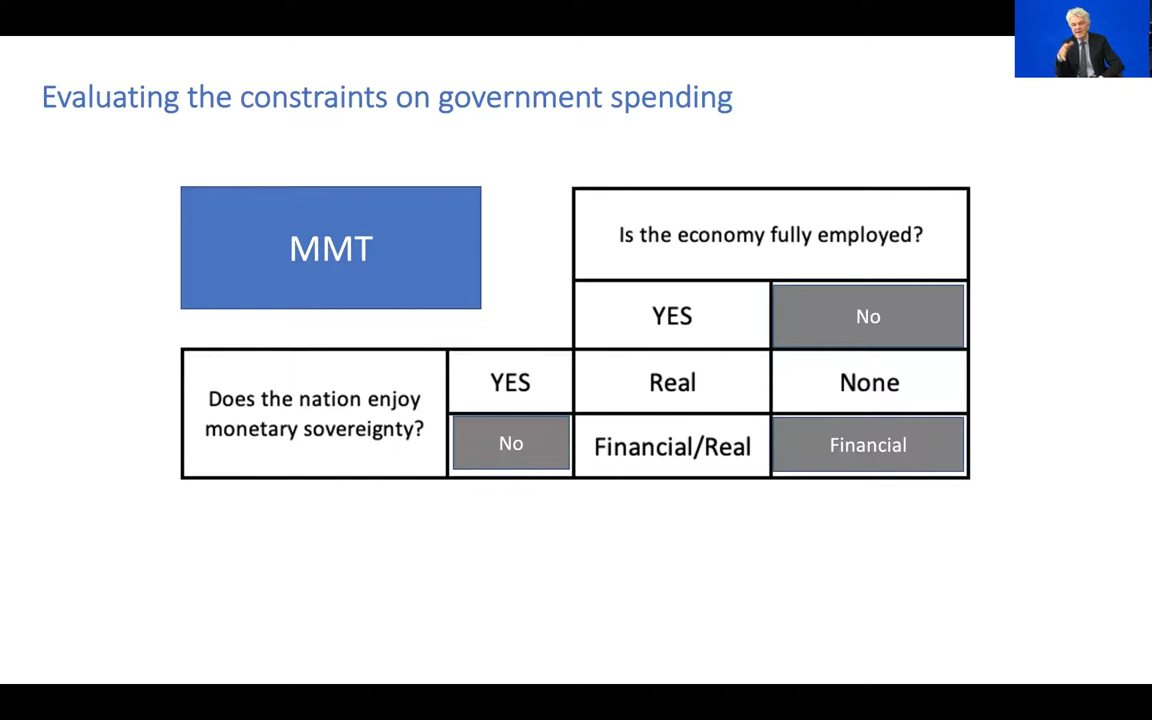 Evaluating the constraints on government spending
MMT
Is the economy fully employed?
YES
No
Does the nation enjoy
monetary sovereignty?
YES
Real
None
No
Financial/Real
Financial